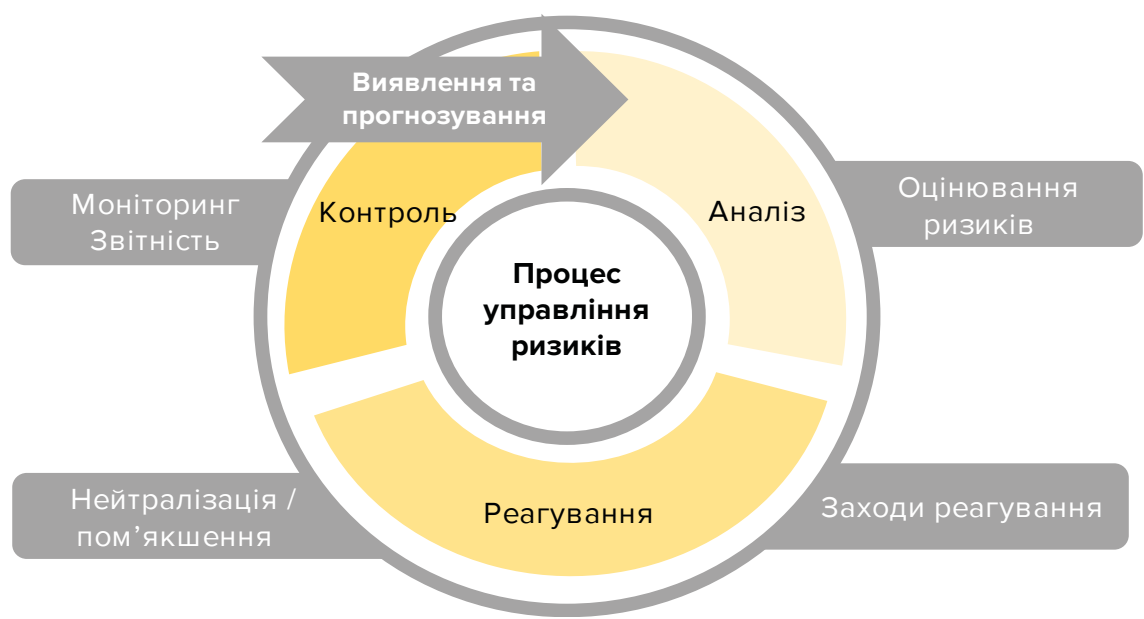 Виявлення та
прогнозування
Моніторинг
Звітність
Контроль
Аналіз
Оцінювання
ризиків
Процес
управління
ризиків
Нейтралізація /
пом’якшення
Реагування
Заходи реагування